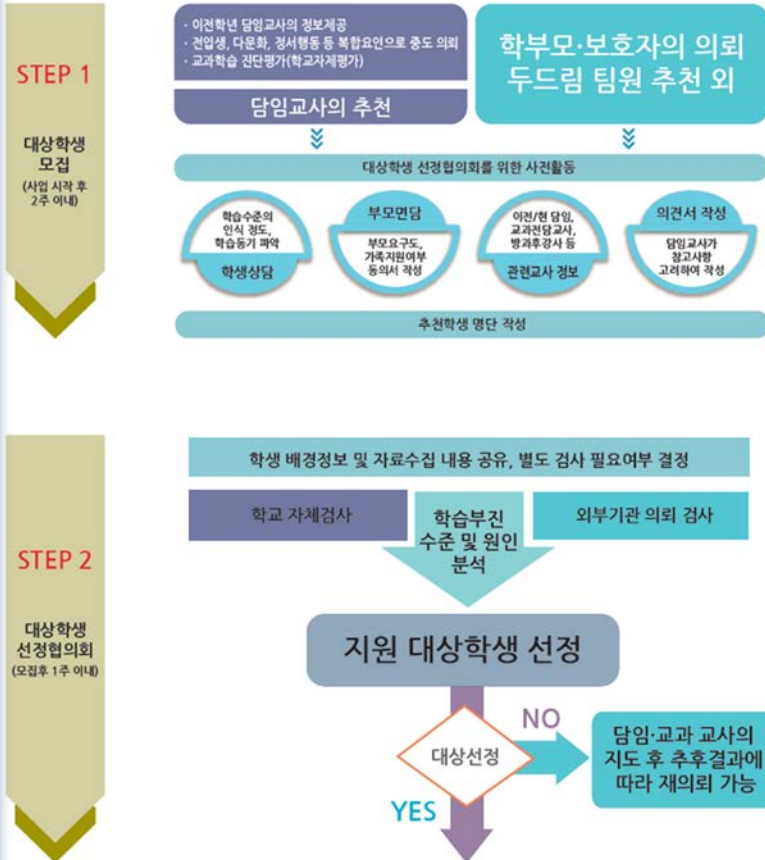 STEP 1
대상학생
모집
(사업 시작 후
2주 이내)
· 이전학년 담임교사의 정보제공
· 전입생, 다문화, 정서행동 등 복합요인으로 중도 의뢰
· 교과학습 진단평가(학교자체평가)
담임교사의 추천
학부모·보호자의 의뢰
두드림 팀원 추천 외
대상학생 선정협의회를 위한 사전활동
학습수준의
인식 정도,
학습동기 파악
학생상담
부모면담
부모요구도,
가족지원여부
동의서 작성
이전/현 담임,
교과전담교사,
방과후강사 등
관련교사 정보
의견서 작성
담임교사가
참고사항
고려하여 작성
추천학생 명단 작성
STEP 2
대상학생
선정협의회
(모집후 1주 이내)
학생 배경정보 및 자료수집 내용 공유, 별도 검사 필요여부 결정
학교 자체검사
학습부진
수준 및 원인
분석
외부기관 의뢰 검사
지원 대상학생 선정
대상선정
NO
담임·교과 교사의
지도 후 추후결과에
따라 재의뢰 가능
YES